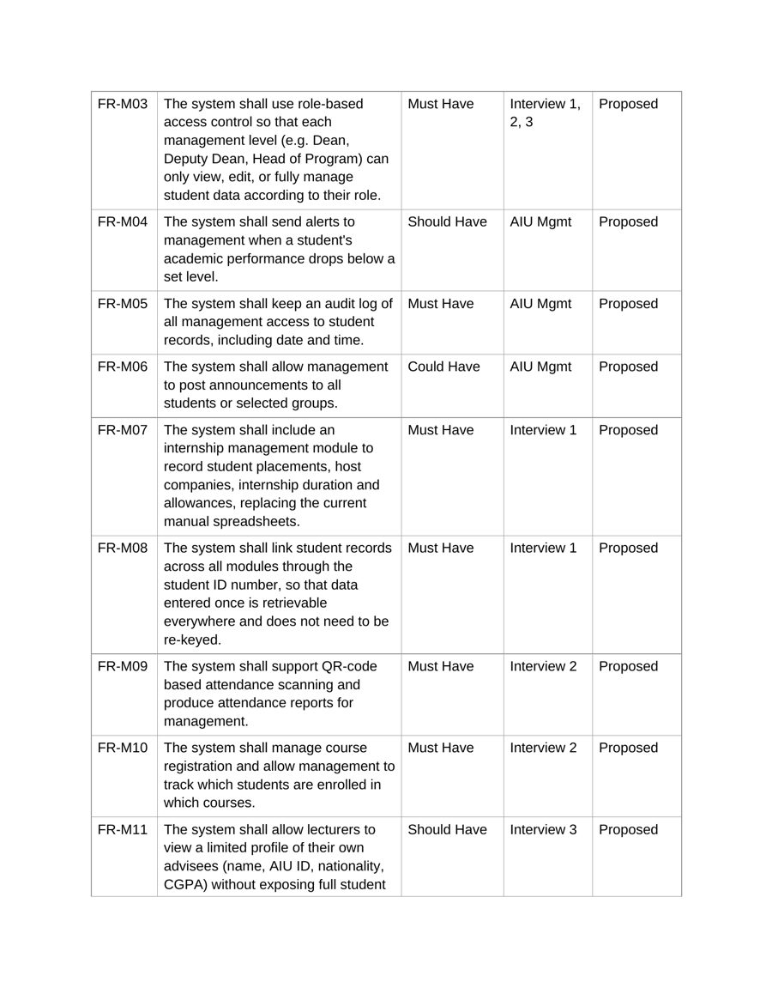 FR-M03 The system shall use role-based Must Have Interview 1, Proposed
access control so that each 2, 3
management level (e.g. Dean,
Deputy Dean, Head of Program) can
only view, edit, or fully manage
student data according to their role.
FR-M04 The system shall send alerts to Should Have AIU Mgmt Proposed
management when a student's
academic performance drops below a
set level.
FR-M05 The system shall keep an audit log of Must Have AIU Mgmt Proposed
all management access to student
records, including date and time.
FR-M06 The system shall allow management Could Have AIU Mgmt Proposed
to post announcements to all
students or selected groups.
FR-M07 The system shall include an Must Have Interview 1 Proposed
internship management module to
record student placements, host
companies, internship duration and
allowances, replacing the current
manual spreadsheets.
FR-M08 The system shall link student records Must Have Interview 1 Proposed
across all modules through the
student ID number, so that data
entered once is retrievable
everywhere and does not need to be
re-keyed.
FR-M09 The system shall support QR-code Must Have Interview 2 Proposed
based attendance scanning and
produce attendance reports for
management.
FR-M10 The system shall manage course Must Have Interview 2 Proposed
registration and allow management to
track which students are enrolled in
which courses.
FR-M11 The system shall allow lecturers to Should Have Interview 3 Proposed
view a limited profile of their own
advisees (name, AIU ID, nationality,
CGPA) without exposing full student